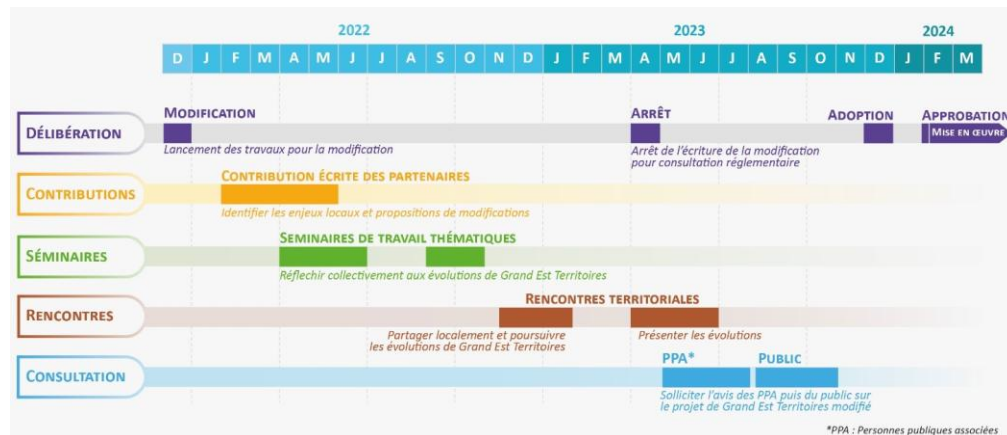 2022 2023 2024
D J F M A M J J A S O N D J F M A M J J A S O N D J F M
DÉLIBÉRATION
MODIFICATION
Lancement des travaux pour la modification
ARRÊT
Arrêt de l'écriture de la modification
pour consultation réglementaire
ADOPTION
APPROBATION
MISE EN ŒUVRE
CONTRIBUTIONS
CONTRIBUTION ÉCRITE DES PARTENAIRES
Identifier les enjeux locaux et propositions de modifications
SÉMINAIRES
SEMINAIRES DE TRAVAIL THÉMATIQUES
Réflechir collectivement aux évolutions de Grand Est Territoires
RENCONTRES
RENCONTRES TERRITORIALES
Partager localement et poursuivre
les évolutions de Grand Est Territoires
Présenter les évolutions
CONSULTATION
PPA*
PUBLIC
Solliciter l'avis des PPA puis du public sur
le projet de Grand Est Territoires modifié
*PPA : Personnes publiques associées